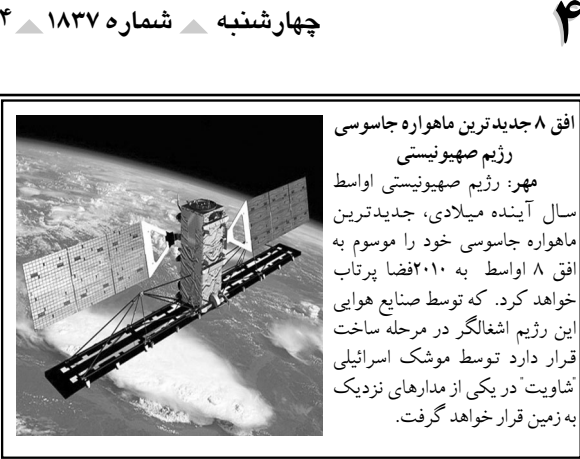 ۴
چهارشنبه شماره ۱۸۳۷ ۴
افق ۸ جدیدترین ماهواره جاسوسی
رژیم صهیونیستی
مهر: رژیم صهیونیستی اواسط
سال آینده میلادی، جدیدترین
ماهواره جاسوسی خود را موسوم به
افق ۸ اواسط به ۲۰۱۰فضا پرتاب
خواهد کرد. که توسط صنایع هوایی
این رژیم اشغالگر در مرحله ساخت
قرار دارد توسط موشک اسرائیلی
"شاویت" در یکی از مدارهای نزدیک
به زمین قرار خواهد گرفت.